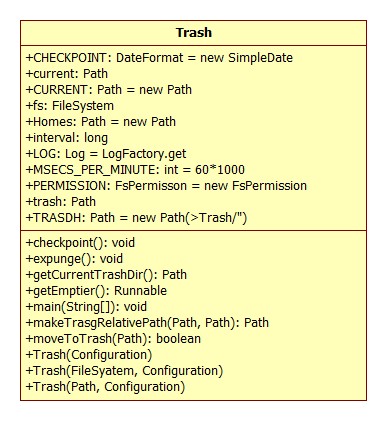 Trash
+CHECKPOINT: DateFormat = new SimpleDate
+current: Path
+CURRENT: Path = new Path
+fs: FileSystem
+Homes: Path = new Path
+interval: long
+LOG: Log = LogFactory.get
+MSECS_PER_MINUTE: int = 60*1000
+PERMISSION: FsPermisson = new FsPermission
+trash: Path
+TRASDH: Path = new Path(>Trash/")
+checkpoint(): void
+expunge(): void
+getCurrentTrashDir(): Path
+getEmptier(): Runnable
+main(String[]): void
+makeTrasgRelativePath(Path, Path): Path
+moveToTrash(Path): boolean
+Trash(Configuration)
+Trash(FileSyatem, Configuration)
+Trash(Path, Configuration)